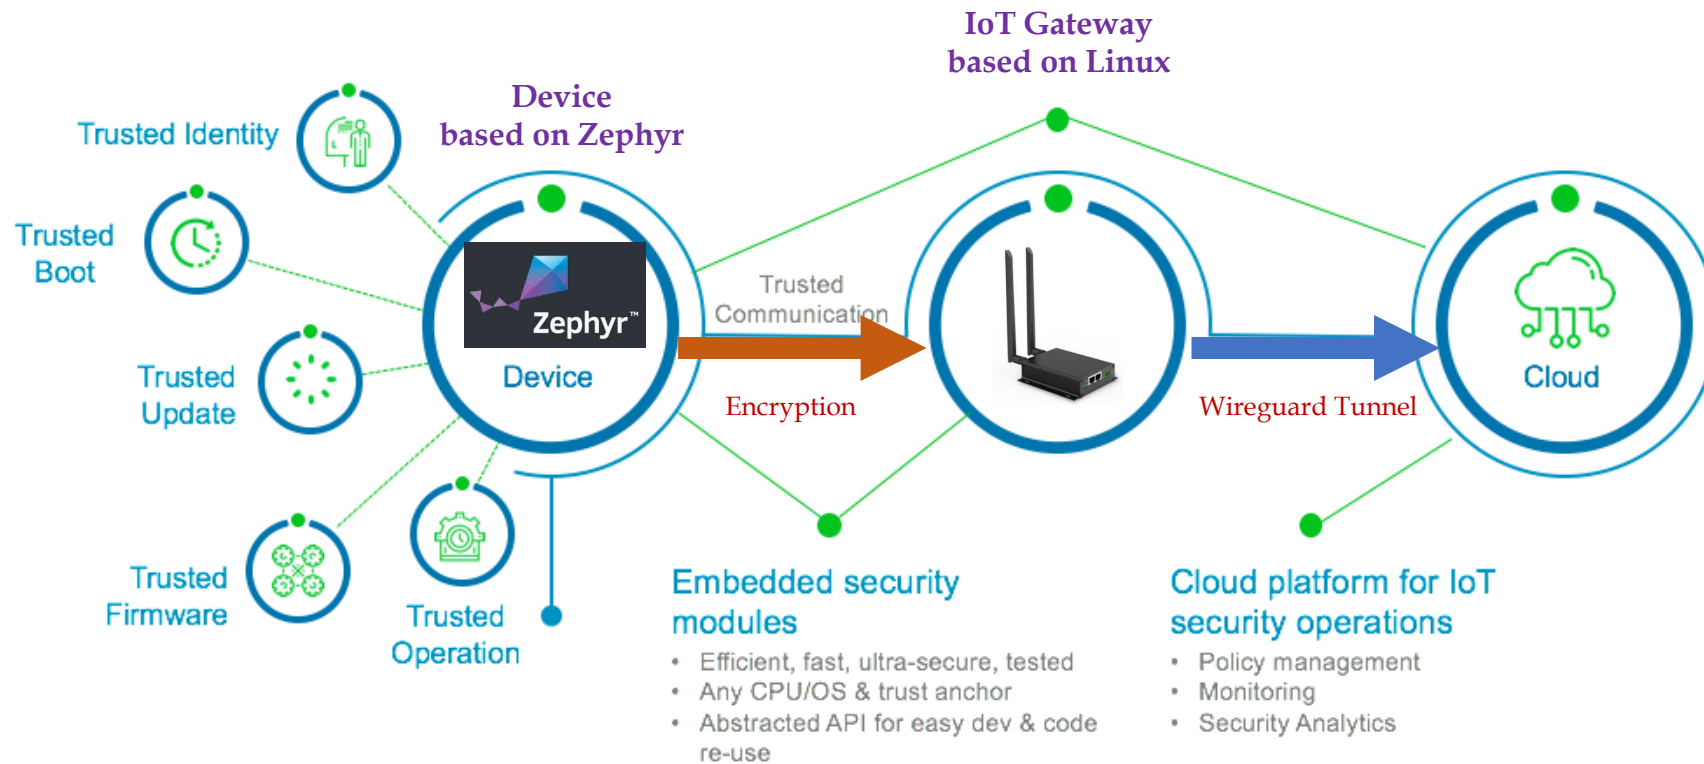 IoT Gateway
based on Linux
Device
based on Zephyr
Trusted Identity
Trusted
Boot
Trusted
Update
Trusted
Firmware
Trusted
Operation
Zephyr™
Device
Trusted
Communication
Encryption
Wireguard Tunnel
Cloud
Embedded security
modules
• Efficient, fast, ultra-secure, tested
• Any CPU/OS & trust anchor
• Abstracted API for easy dev & code
re-use
Cloud platform for IoT
security operations
• Policy management
• Monitoring
• Security Analytics